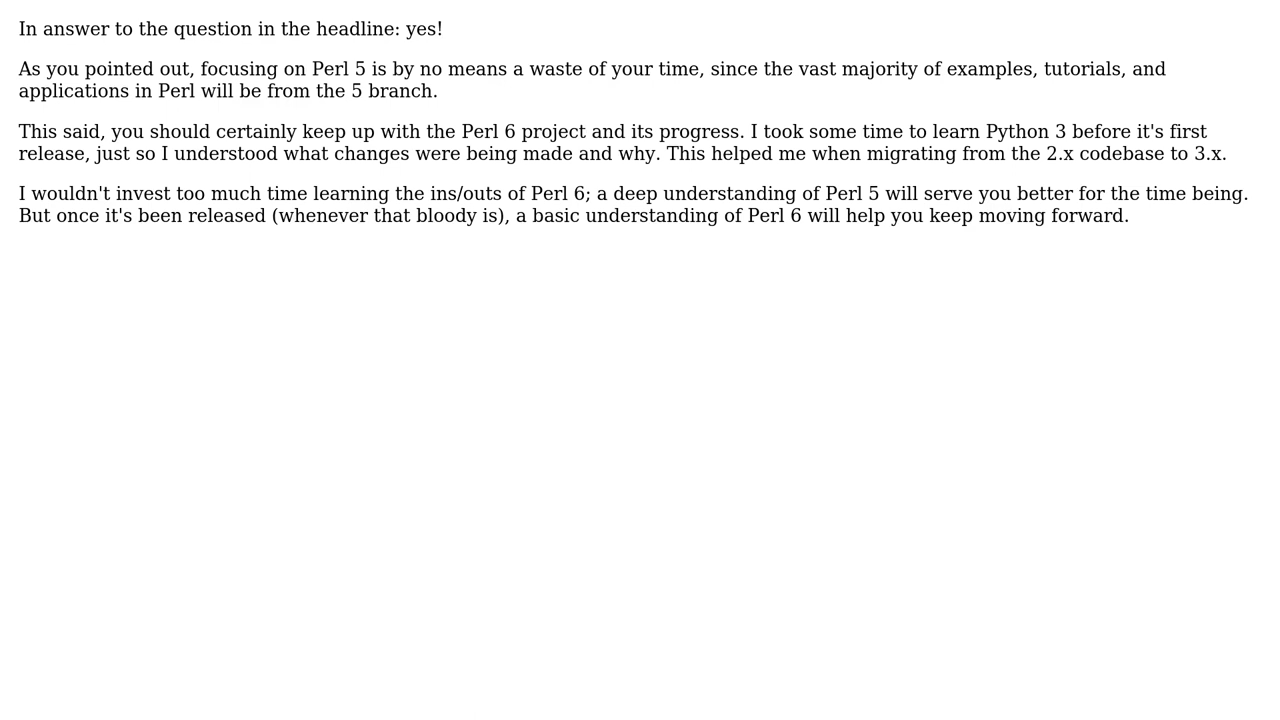 In answer to the question in the headline: yes!
As you pointed out, focusing on Perl 5 is by no means a waste of your time, since the vast majority of examples, tutorials, and
applications in Perl will be from the 5 branch.
This said, you should certainly keep up with the Perl 6 project and its progress. I took some time to learn Python 3 before it's first
release, just so I understood what changes were being made and why. This helped me when migrating from the 2.x codebase to 3.x.
I wouldn't invest too much time learning the ins/outs of Perl 6; a deep understanding of Perl 5 will serve you better for the time being.
But once it's been released (whenever that bloody is), a basic understanding of Perl 6 will help you keep moving forward.